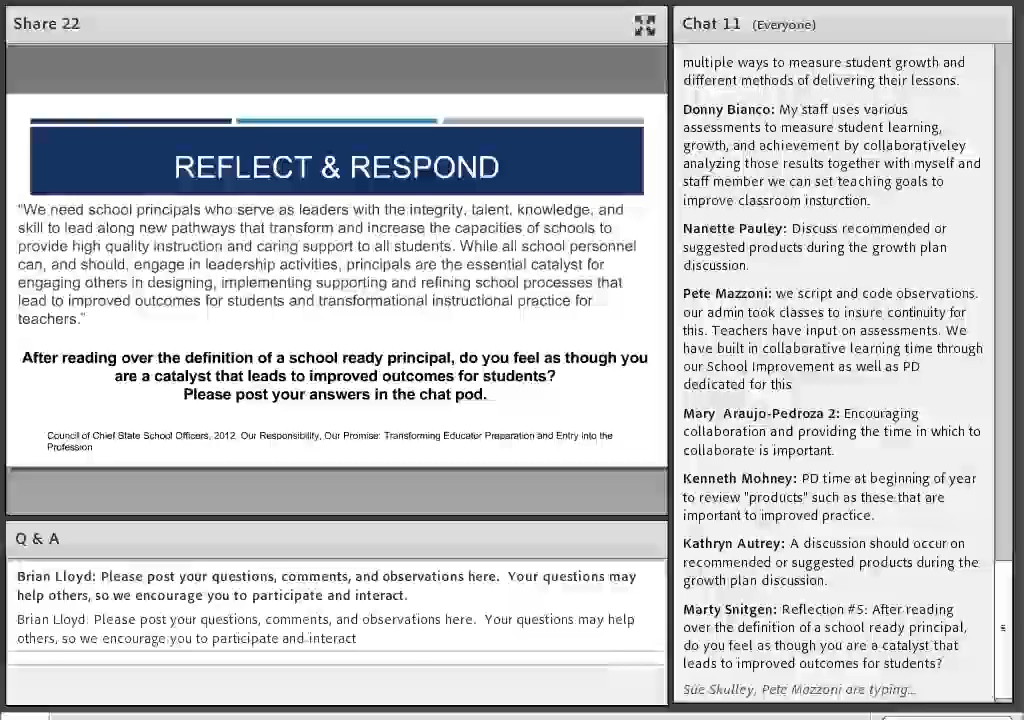 Share 22
REFLECT & RESPOND
“We need school principals who serve as leaders with the integrity, talent, knowledge, and
skill to lead along new pathways that transform and increase the capacities of schools to
provide high quality instruction and caring support to all students. While all school personnel
can, and should, engage in leadership activities, principals are the essential catalyst for
engaging others in designing, implementing supporting and refining school processes that
lead to improved outcomes for students and transformational instructional practice for
teachers.”
After reading over the definition of a school ready principal, do you feel as though you
are a catalyst that leads to improved outcomes for students?
Please post your answers in the chat pod.
Council of Chief State School Officers, 2012. Our Responsibility, Our Promise: Transforming Educator Preparation and Entry into the
Profession
Q & A
Brian Lloyd: Please post your questions, comments, and observations here. Your questions may
help others, so we encourage you to participate and interact.
Brian Lloyd: Please post your questions, comments, and observations here. Your questions may help
others, so we encourage you to participate and interact
Chat 11 (Everyone)
multiple ways to measure student growth and
different methods of delivering their lessons.
Donny Bianco: My staff uses various
assessments to measure student learning,
growth, and achievement by collaborativeley
analyzing those results together with myself and
staff member we can set teaching goals to
improve classroom insturction.
Nanette Pauley: Discuss recommended or
suggested products during the growth plan
discussion.
Pete Mazzoni: we script and code observations.
our admin took classes to insure continuity for
this. Teachers have input on assessments. We
have built in collaborative learning time through
our School Improvement as well as PD
dedicated for this
Mary Araujo-Pedroza 2: Encouraging
collaboration and providing the time in which to
collaborate is important.
Kenneth Mohney: PD time at beginning of year
to review "products" such as these that are
important to improved practice.
Kathryn Autrey: A discussion should occur on
recommended or suggested products during the
growth plan discussion.
Marty Snitgen: Reflection #5: After reading
over the definition of a school ready principal,
do you feel as though you are a catalyst that
leads to improved outcomes for students?
Sue Skulley, Pete Mazzoni are typing...